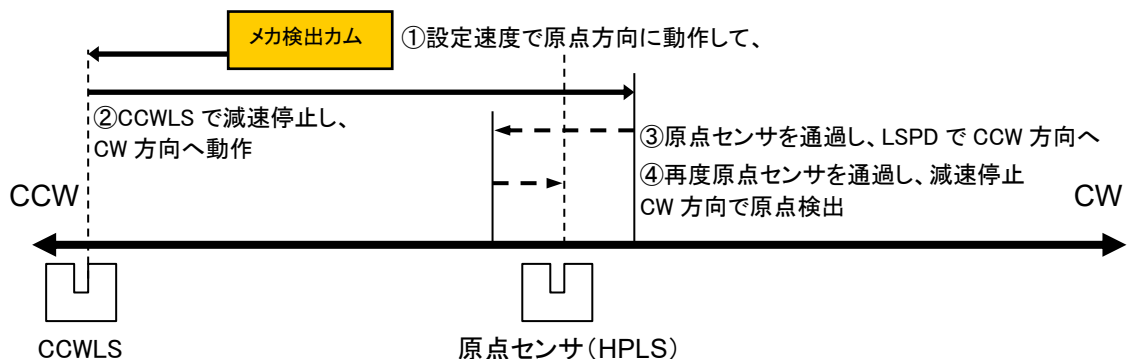 メカ検出カム
①設定速度で原点方向に動作して、
②CCWLS で減速停止し、
CW 方向へ動作
③原点センサを通過し、LSPD で CCW 方向へ
④再度原点センサを通過し、減速停止
CW 方向で原点検出
CCW
CW
CCWLS
原点センサ(HPLS)